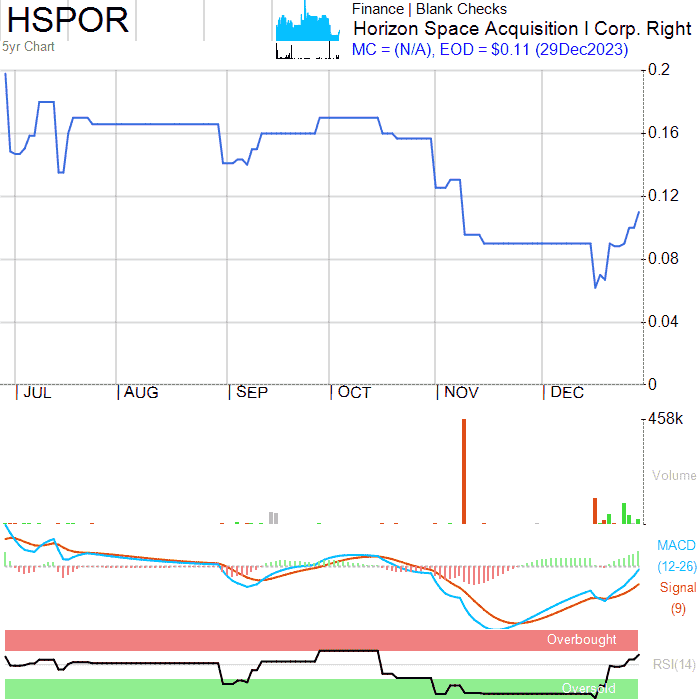 HSPOR
Finance | Blank Checks
Horizon Space Acquisition I Corp. Right
5yr Chart
MC = (N/A), EOD = $0.11 (29Dec2023)
0.2
0.16
0.12
0.08
0.04
0
| JUL | AUG | SEP | OCT | NOV | DEC
458k
Volume
MACD
(12-26)
Signal
(9)
Overbought
RSI(14)
Oversold